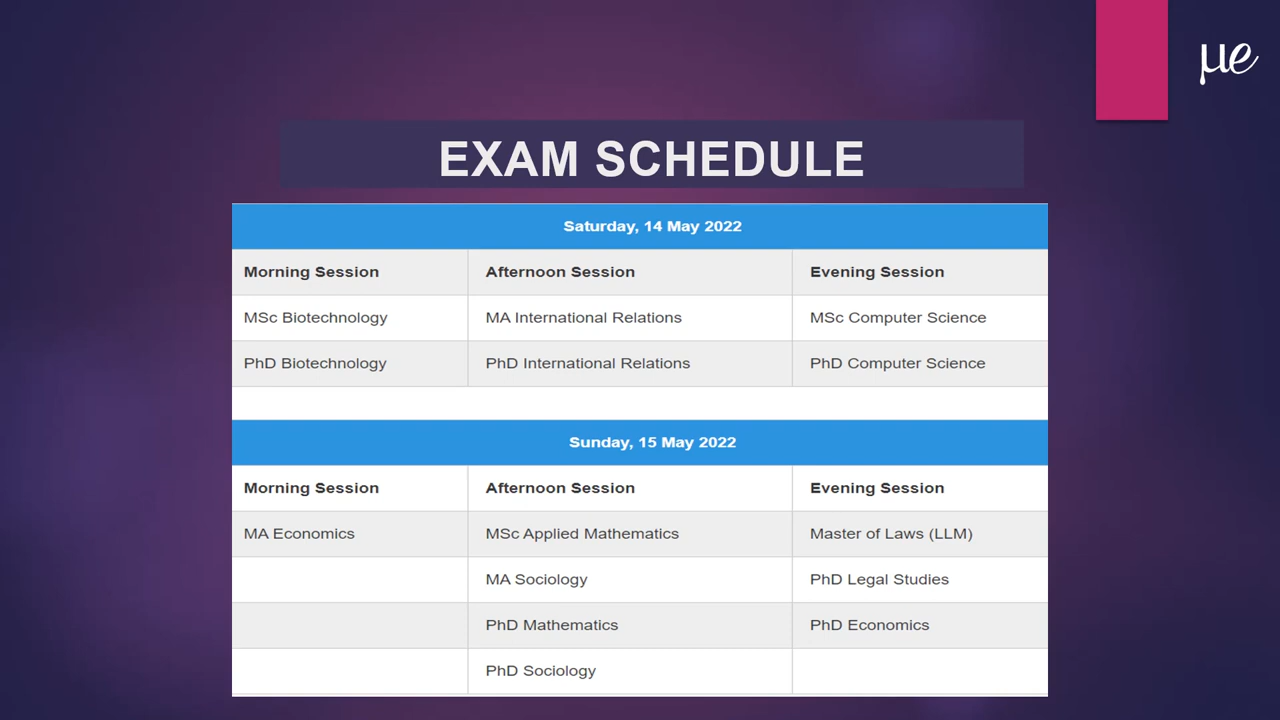 μe
EXAM SCHEDULE
Saturday, 14 May 2022
Morning Session Afternoon Session Evening Session
MSc Biotechnology MA International Relations MSc Computer Science
PhD Biotechnology PhD International Relations PhD Computer Science
Sunday, 15 May 2022
Morning Session Afternoon Session Evening Session
MA Economics MSc Applied Mathematics Master of Laws (LLM)
MA Sociology PhD Legal Studies
PhD Mathematics PhD Economics
PhD Sociology